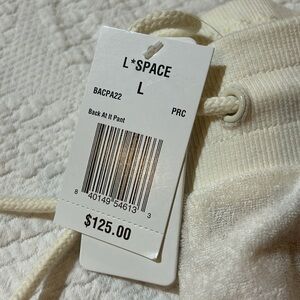 L*SPACE
L
BACPA22
PRC
Back At It Pant
8 40149 54613 3
$125.00